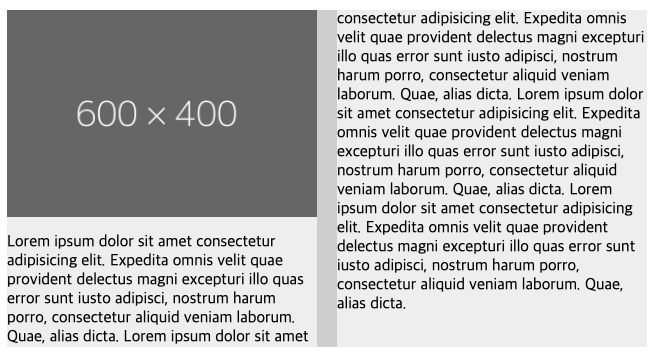 600 × 400
Lorem ipsum dolor sit amet consectetur
adipisicing elit. Expedita omnis velit quae
provident delectus magni excepturi illo quas
error sunt iusto adipisci, nostrum harum
porro, consectetur aliquid veniam laborum.
Quae, alias dicta. Lorem ipsum dolor sit amet
consectetur adipisicing elit. Expedita omnis
velit quae provident delectus magni excepturi
illo quas error sunt iusto adipisci, nostrum
harum porro, consectetur aliquid veniam
laborum. Quae, alias dicta. Lorem ipsum dolor
sit amet consectetur adipisicing elit. Expedita
omnis velit quae provident delectus magni
excepturi illo quas error sunt iusto adipisci,
nostrum harum porro, consectetur aliquid
veniam laborum. Quae, alias dicta. Lorem
ipsum dolor sit amet consectetur adipisicing
elit. Expedita omnis velit quae provident
delectus magni excepturi illo quas error sunt
iusto adipisci, nostrum harum porro,
consectetur aliquid veniam laborum. Quae,
alias dicta.